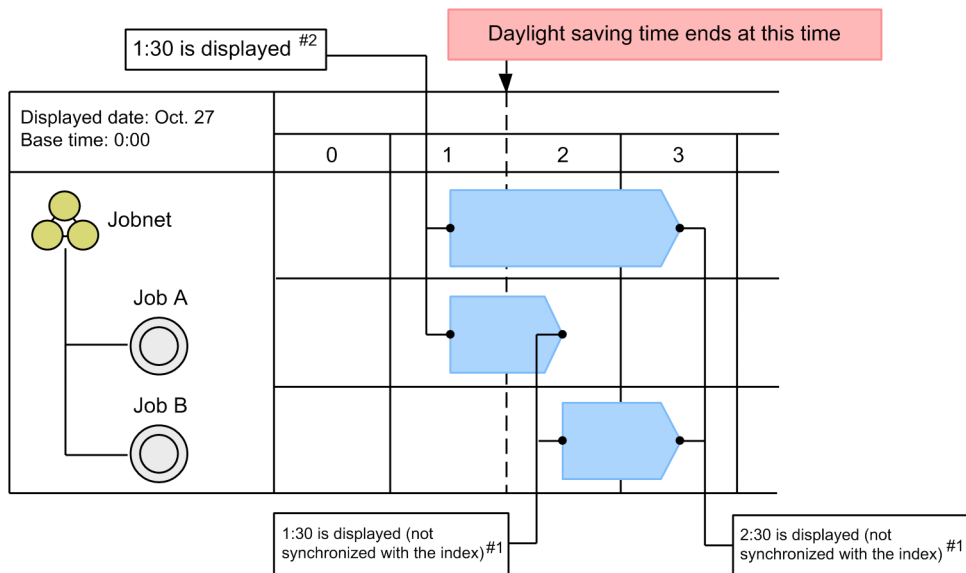 Daylight saving time ends at this time
1:30 is displayed #2
Displayed date: Oct. 27
Base time: 0:00
0 1 2 3
Jobnet
Job A
Job B
1:30 is displayed (not
synchronized with the index)#1
2:30 is displayed (not
synchronized with the index)#1